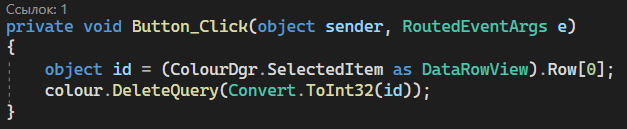 Ссылок: 1
private void Button_Click(object sender, RoutedEventArgs e)
{
    object id = (ColourDgr.SelectedItem as DataRowView).Row[0];
    colour.DeleteQuery(Convert.ToInt32(id));
}